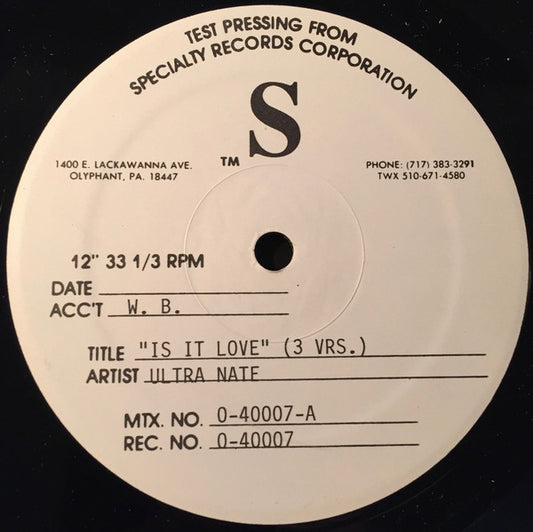 TEST PRESSING FROM
SPECIALTY RECORDS CORPORATION
S
TM
1400 E. LACKAWANNA AVE.
OLYPHANT, PA. 18447
PHONE: (717) 383-3291
TWX 510-671-4580
12" 33 1/3 RPM
DATE
ACC'T W. B.
TITLE "IS IT LOVE" (3 VRS.)
ARTIST ULTRA NATE
MTX. NO. 0-40007-A
REC. NO. 0-40007